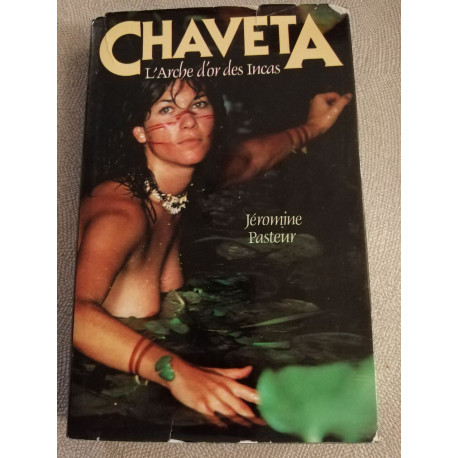 CHAVETA
L'Arche d'or des Incas
Jéromine
Pasteur